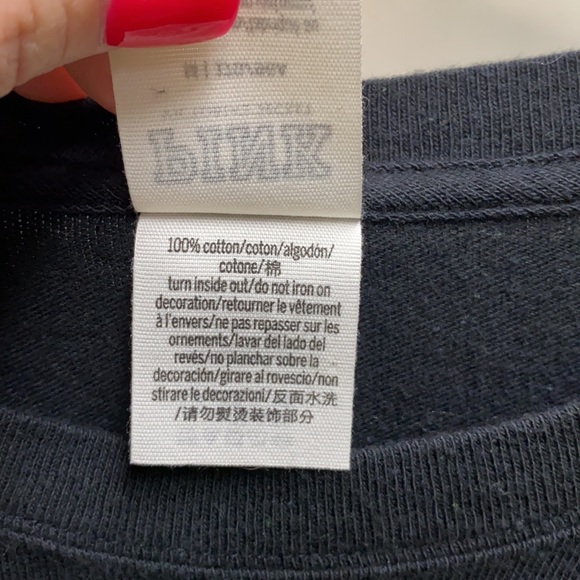 PINK
100% cotton/coton/algodón/
cotone/棉
turn inside out/do not iron on
decoration/retourner le vêtement
à l'envers/ne pas repasser sur les
ornements/lavar del lado del
revés/no planchar sobre la
decoración/girare al rovescio/non
stirare le decorazioni/反面水洗
/请勿熨烫装饰部分